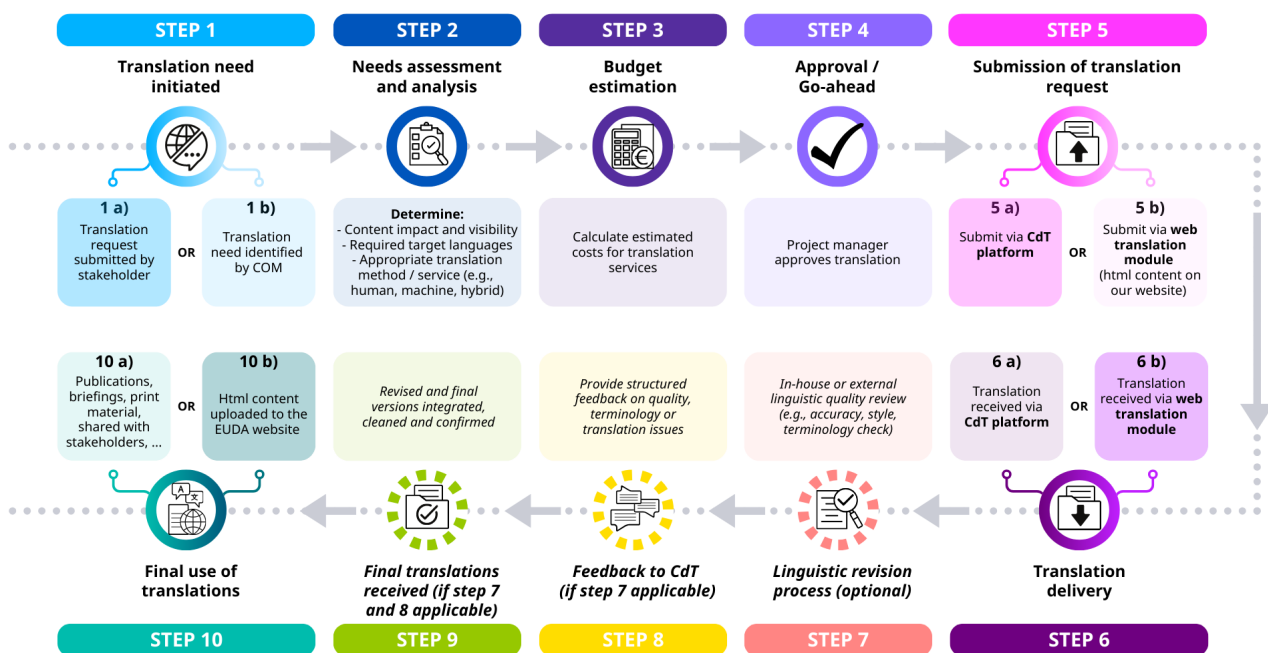 STEP 1
STEP 2
STEP 3
STEP 4
STEP 5
Translation need
initiated
Needs assessment
and analysis
Budget
estimation
Approval /
Go-ahead
Submission of translation
request
1 a)
Translation
request
submitted by
stakeholder
OR
1 b)
Translation
need identified
by COM
Determine:
- Content impact and visibility
- Required target languages
- Appropriate translation
method / service (e.g.,
human, machine, hybrid)
Calculate estimated
costs for translation
services
Project manager
approves translation
5 a)
Submit via CdT
platform
OR
5 b)
Submit via web
translation
module
(html content on
our website)
10 a)
Publications,
briefings, print
material,
shared with
stakeholders, ...
OR
10 b)
Html content
uploaded to the
EUDA website
Revised and final
versions integrated,
cleaned and confirmed
Provide structured
feedback on quality,
terminology or
translation issues
In-house or external
linguistic quality review
(e.g., accuracy, style,
terminology check)
6 a)
Translation
received via
CdT platform
OR
6 b)
Translation
received via web
translation
module
Final use of
translations
Final translations
received (if step 7
and 8 applicable)
Feedback to CdT
(if step 7 applicable)
Linguistic revision
process (optional)
Translation
delivery
STEP 10
STEP 9
STEP 8
STEP 7
STEP 6